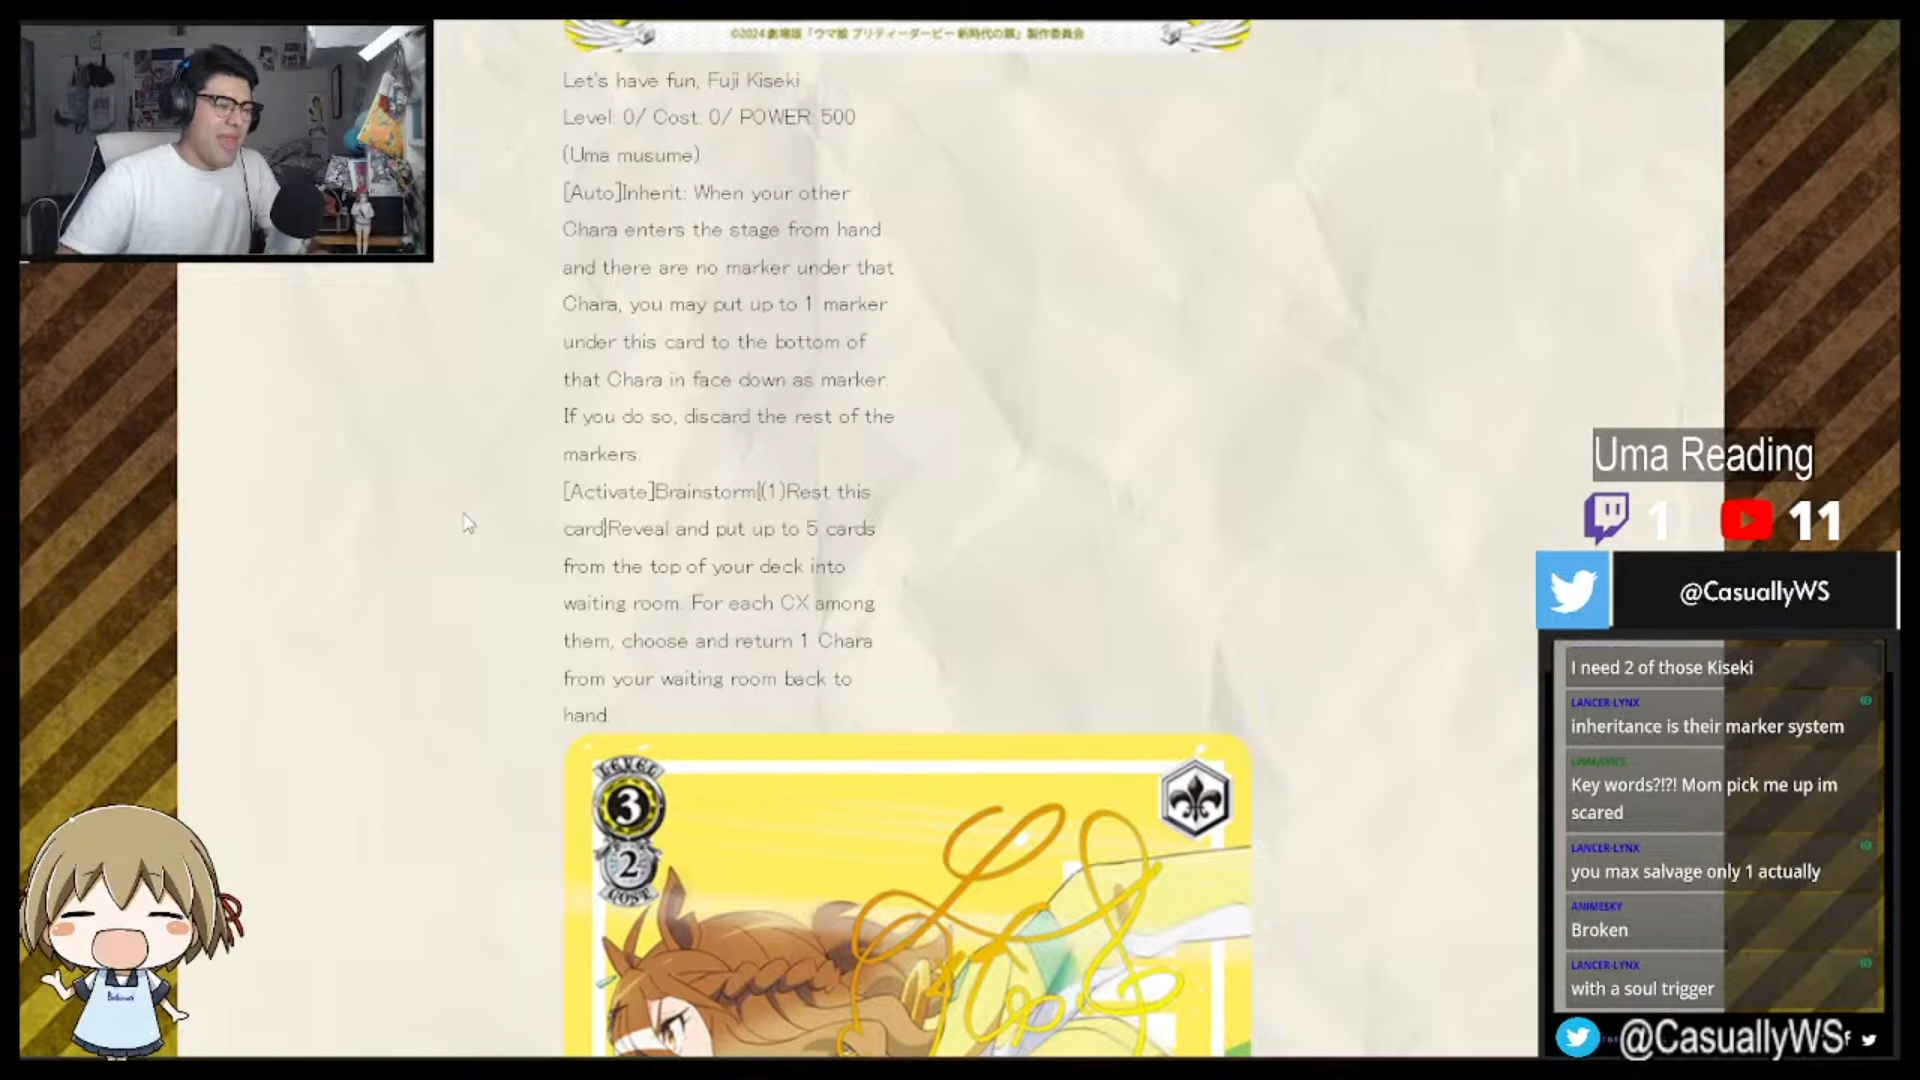 ©2024 劇場版「ウマ娘 プリティーダービー 新時代の扉」製作委員会
Let's have fun, Fuji Kiseki
Level: 0/ Cost: 0/ POWER: 500
(Uma musume)
[Auto]Inherit: When your other
Chara enters the stage from hand
and there are no marker under that
Chara, you may put up to 1 marker
under this card to the bottom of
that Chara in face down as marker.
If you do so, discard the rest of the
markers.
[Activate]Brainstorm[(1)Rest this
card]Reveal and put up to 5 cards
from the top of your deck into
waiting room. For each CX among
them, choose and return 1 Chara
from your waiting room back to
hand.
LEVEL
3
2
COST
Uma Reading
1 11
@CasuallyWS
I need 2 of those Kiseki
LANCER-LYNX
inheritance is their marker system
Key words?!?! Mom pick me up im
scared
LANCER-LYNX
you max salvage only 1 actually
ANIMESKY
Broken
LANCER-LYNX
with a soul trigger
@CasuallyWS